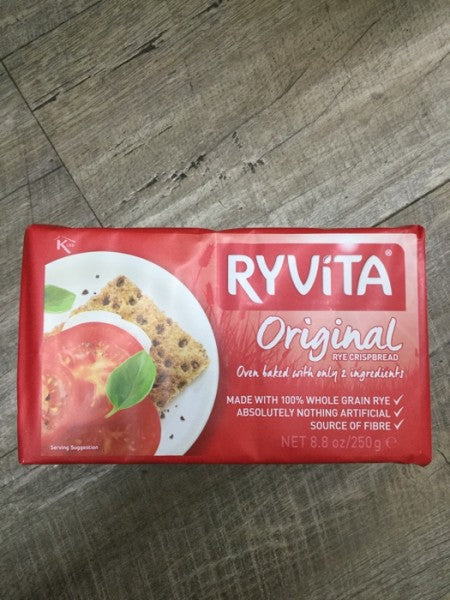 K
RYViTA®
Original
RYE CRISPBREAD
Oven baked with only 2 ingredients
MADE WITH 100% WHOLE GRAIN RYE ✓
ABSOLUTELY NOTHING ARTIFICIAL ✓
SOURCE OF FIBRE ✓
NET 8.8 oz/250g ℮
Serving Suggestion